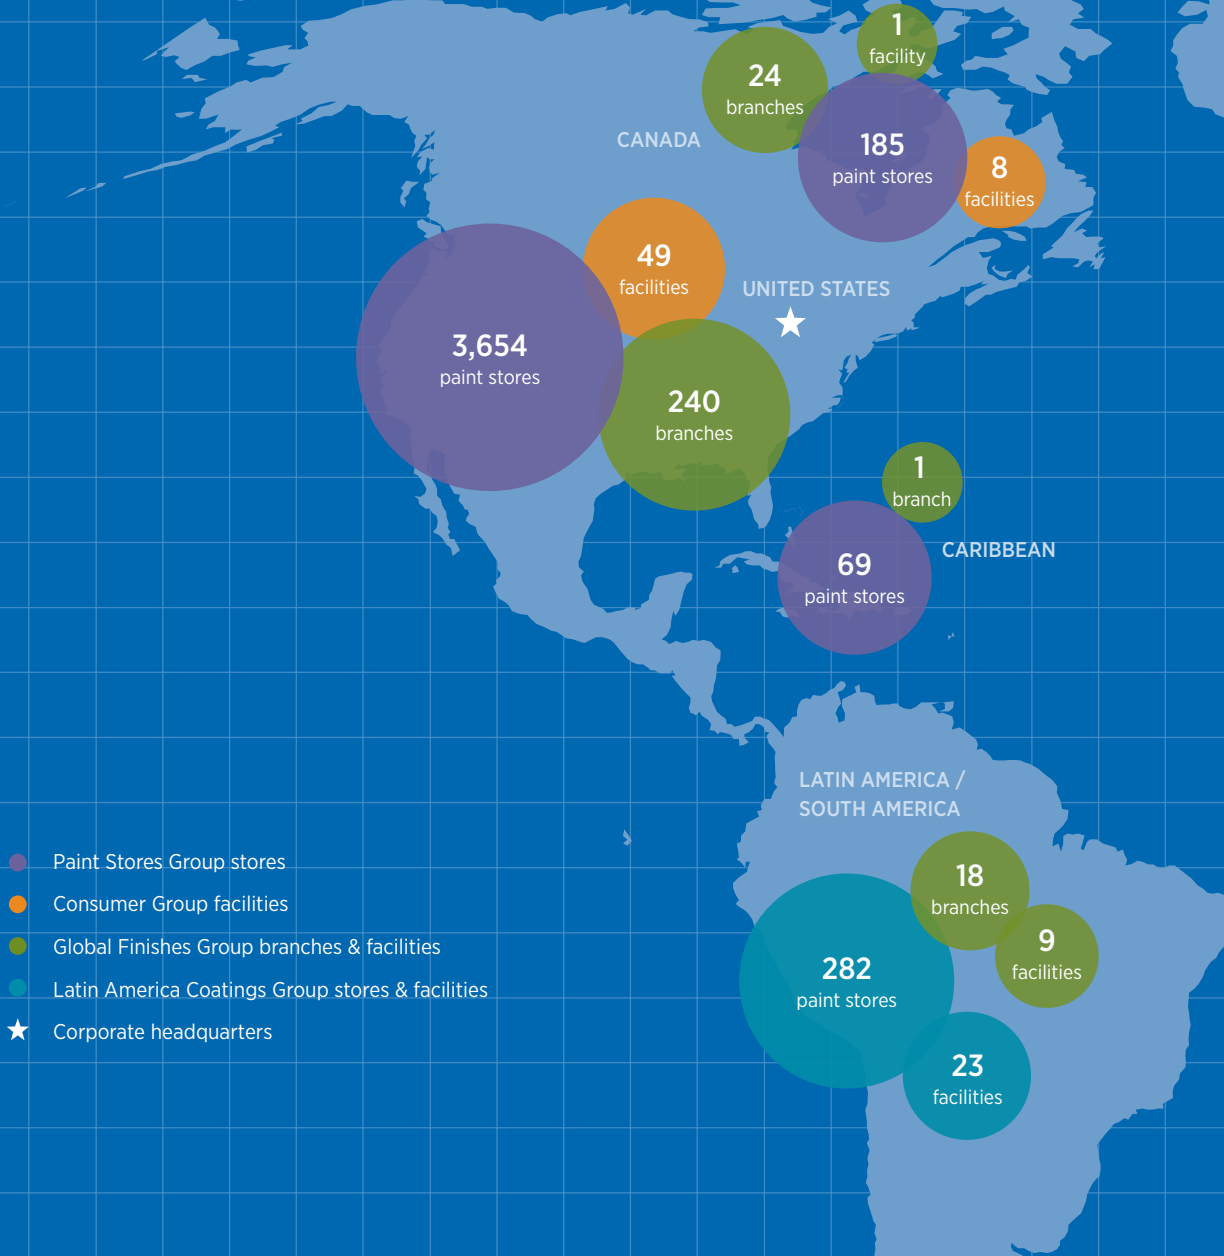 1
facility
24
branches
CANADA
185
paint stores
8
facilities
49
facilities
UNITED STATES
3,654
paint stores
240
branches
1
branch
CARIBBEAN
69
paint stores
LATIN AMERICA /
SOUTH AMERICA
18
branches
9
facilities
282
paint stores
23
facilities
Paint Stores Group stores
Consumer Group facilities
Global Finishes Group branches & facilities
Latin America Coatings Group stores & facilities
Corporate headquarters